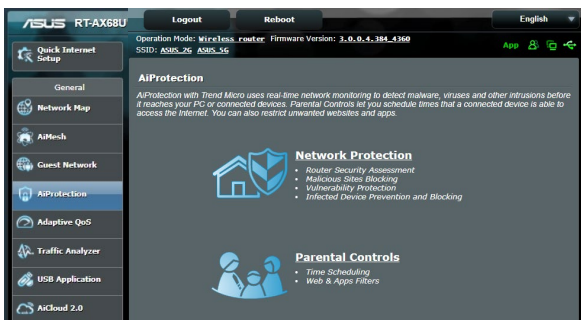 ASUS RT-AX68U
Logout
Reboot
English
Operation Mode: Wireless router Firmware Version: 3.0.0.4.384_4360
SSID: ASUS_2G ASUS_5G
App
Quick Internet
Setup
General
Network Map
AiMesh
Guest Network
AiProtection
Adaptive QoS
Traffic Analyzer
USB Application
AiCloud 2.0
AiProtection
AiProtection with Trend Micro uses real-time network monitoring to detect malware, viruses and other intrusions before
it reaches your PC or connected devices. Parental Controls let you schedule times that a connected device is able to
access the Internet. You can also restrict unwanted websites and apps.
Network Protection
• Router Security Assessment
• Malicious Sites Blocking
• Vulnerability Protection
• Infected Device Prevention and Blocking
Parental Controls
• Time Scheduling
• Web & Apps Filters